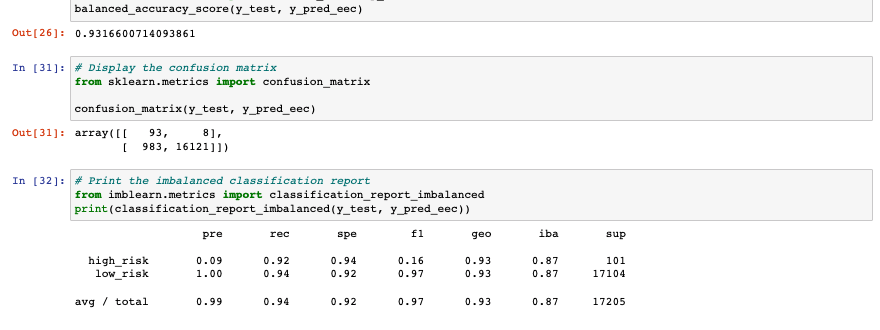 balanced_accuracy_score(y_test, y_pred_eec)
Out[26]: 0.9316600714093861
In [31]: # Display the confusion matrix
from sklearn.metrics import confusion_matrix
confusion_matrix(y_test, y_pred_eec)
Out[31]: array([[   93,     8],
       [  983, 16121]])
In [32]: # Print the imbalanced classification report
from imblearn.metrics import classification_report_imbalanced
print(classification_report_imbalanced(y_test, y_pred_eec))
pre rec spe f1 geo iba sup
high_risk 0.09 0.92 0.94 0.16 0.93 0.87 101
low_risk 1.00 0.94 0.92 0.97 0.93 0.87 17104
avg / total 0.99 0.94 0.92 0.97 0.93 0.87 17205